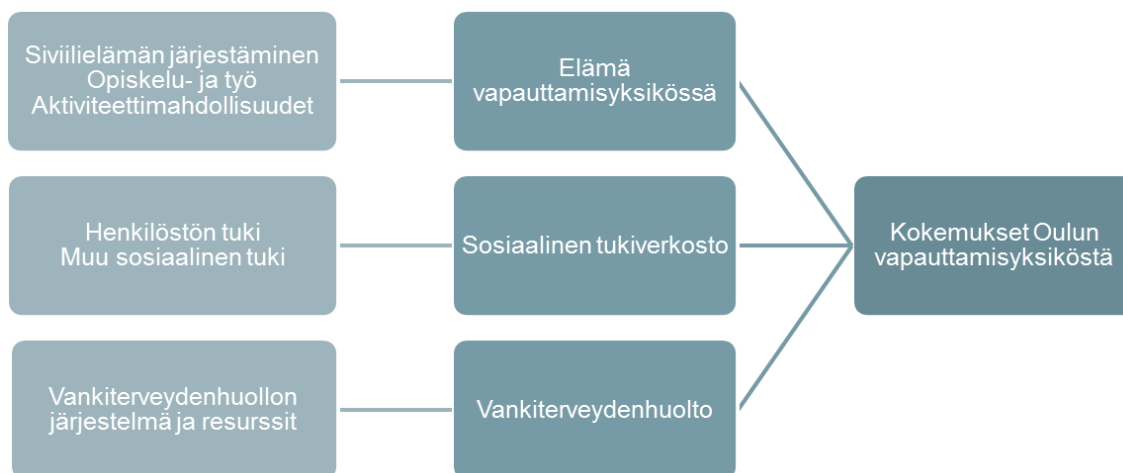 Siviilielämän järjestäminen
Opiskelu- ja työ
Aktiviteettimahdollisuudet
Elämä
vapauttamisyksikössä
Henkilöstön tuki
Muu sosiaalinen tuki
Sosiaalinen tukiverkosto
Kokemukset Oulun
vapauttamisyksiköstä
Vankiterveydenhuollon
järjestelmä ja resurssit
Vankiterveydenhuolto